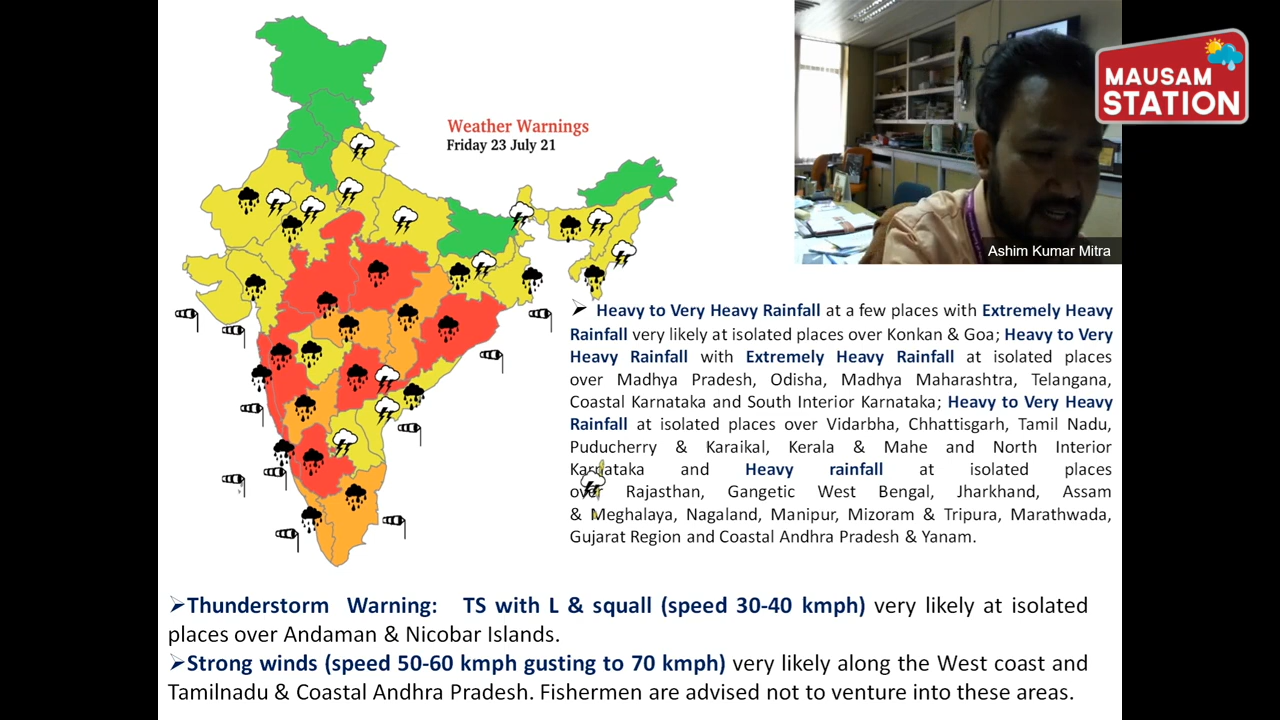 MAUSAM
STATION
Weather Warnings
Friday 23 July 21
Ashim Kumar Mitra
Heavy to Very Heavy Rainfall at a few places with Extremely Heavy
Rainfall very likely at isolated places over Konkan & Goa; Heavy to Very
Heavy Rainfall with Extremely Heavy Rainfall at isolated places
over Madhya Pradesh, Odisha, Madhya Maharashtra, Telangana,
Coastal Karnataka and South Interior Karnataka; Heavy to Very Heavy
Rainfall at isolated places over Vidarbha, Chhattisgarh, Tamil Nadu,
Puducherry & Karaikal, Kerala & Mahe and North Interior
Karnataka and Heavy rainfall at isolated places
over Rajasthan, Gangetic West Bengal, Jharkhand, Assam
& Meghalaya, Nagaland, Manipur, Mizoram & Tripura, Marathwada,
Gujarat Region and Coastal Andhra Pradesh & Yanam.
Thunderstorm Warning: TS with L & squall (speed 30-40 kmph) very likely at isolated
places over Andaman & Nicobar Islands.
Strong winds (speed 50-60 kmph gusting to 70 kmph) very likely along the West coast and
Tamilnadu & Coastal Andhra Pradesh. Fishermen are advised not to venture into these areas.